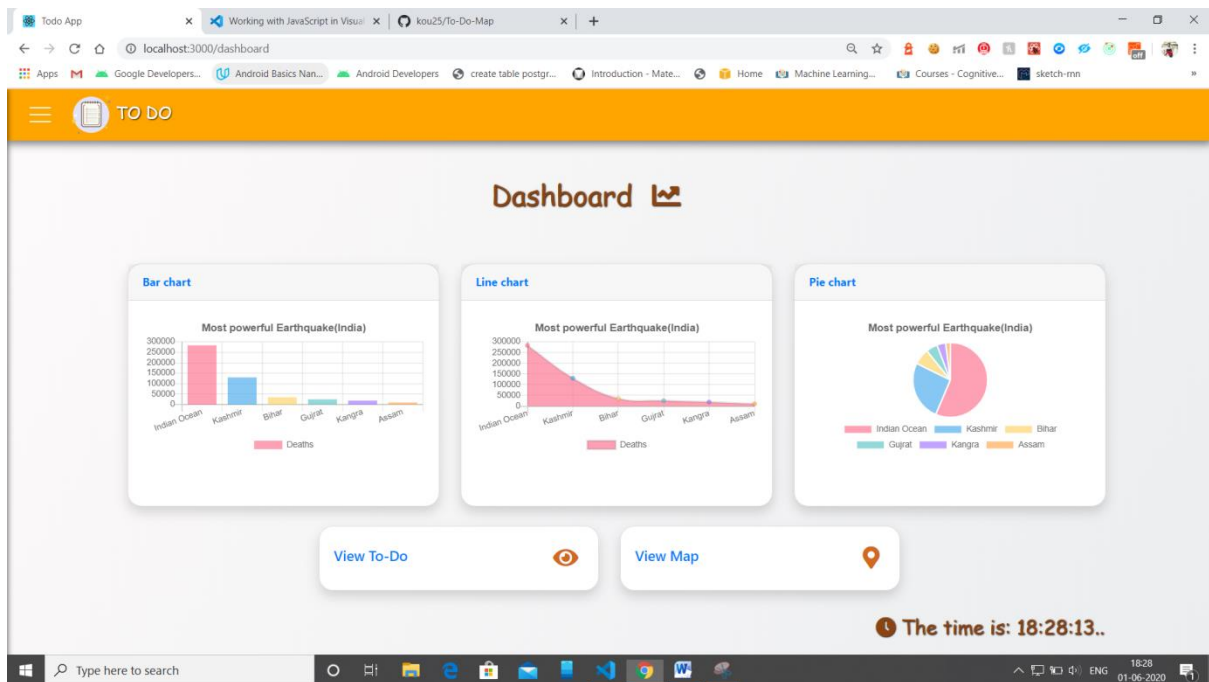 Todo App
Working with JavaScript in Visual
kou25/To-Do-Map
localhost:3000/dashboard
Apps
Google Developers...
Android Basics Nan...
Android Developers
create table postgr...
Introduction - Mate...
Home
Machine Learning...
Courses - Cognitive...
sketch-rnn
off
TO DO
Dashboard
Bar chart
Line chart
Pie chart
Most powerful Earthquake(India)
300000
250000
200000
150000
100000
50000
0
Indian Ocean
Kashmir
Bihar
Gujrat
Kangra
Assam
Deaths
Most powerful Earthquake(India)
300000
250000
200000
150000
100000
50000
0
Indian Ocean
Kashmir
Bihar
Gujrat
Kangra
Assam
Deaths
Most powerful Earthquake(India)
Indian Ocean Kashmir Bihar
Gujrat Kangra Assam
View To-Do
View Map
The time is: 18:28:13..
Type here to search
ENG
18:28
01-06-2020